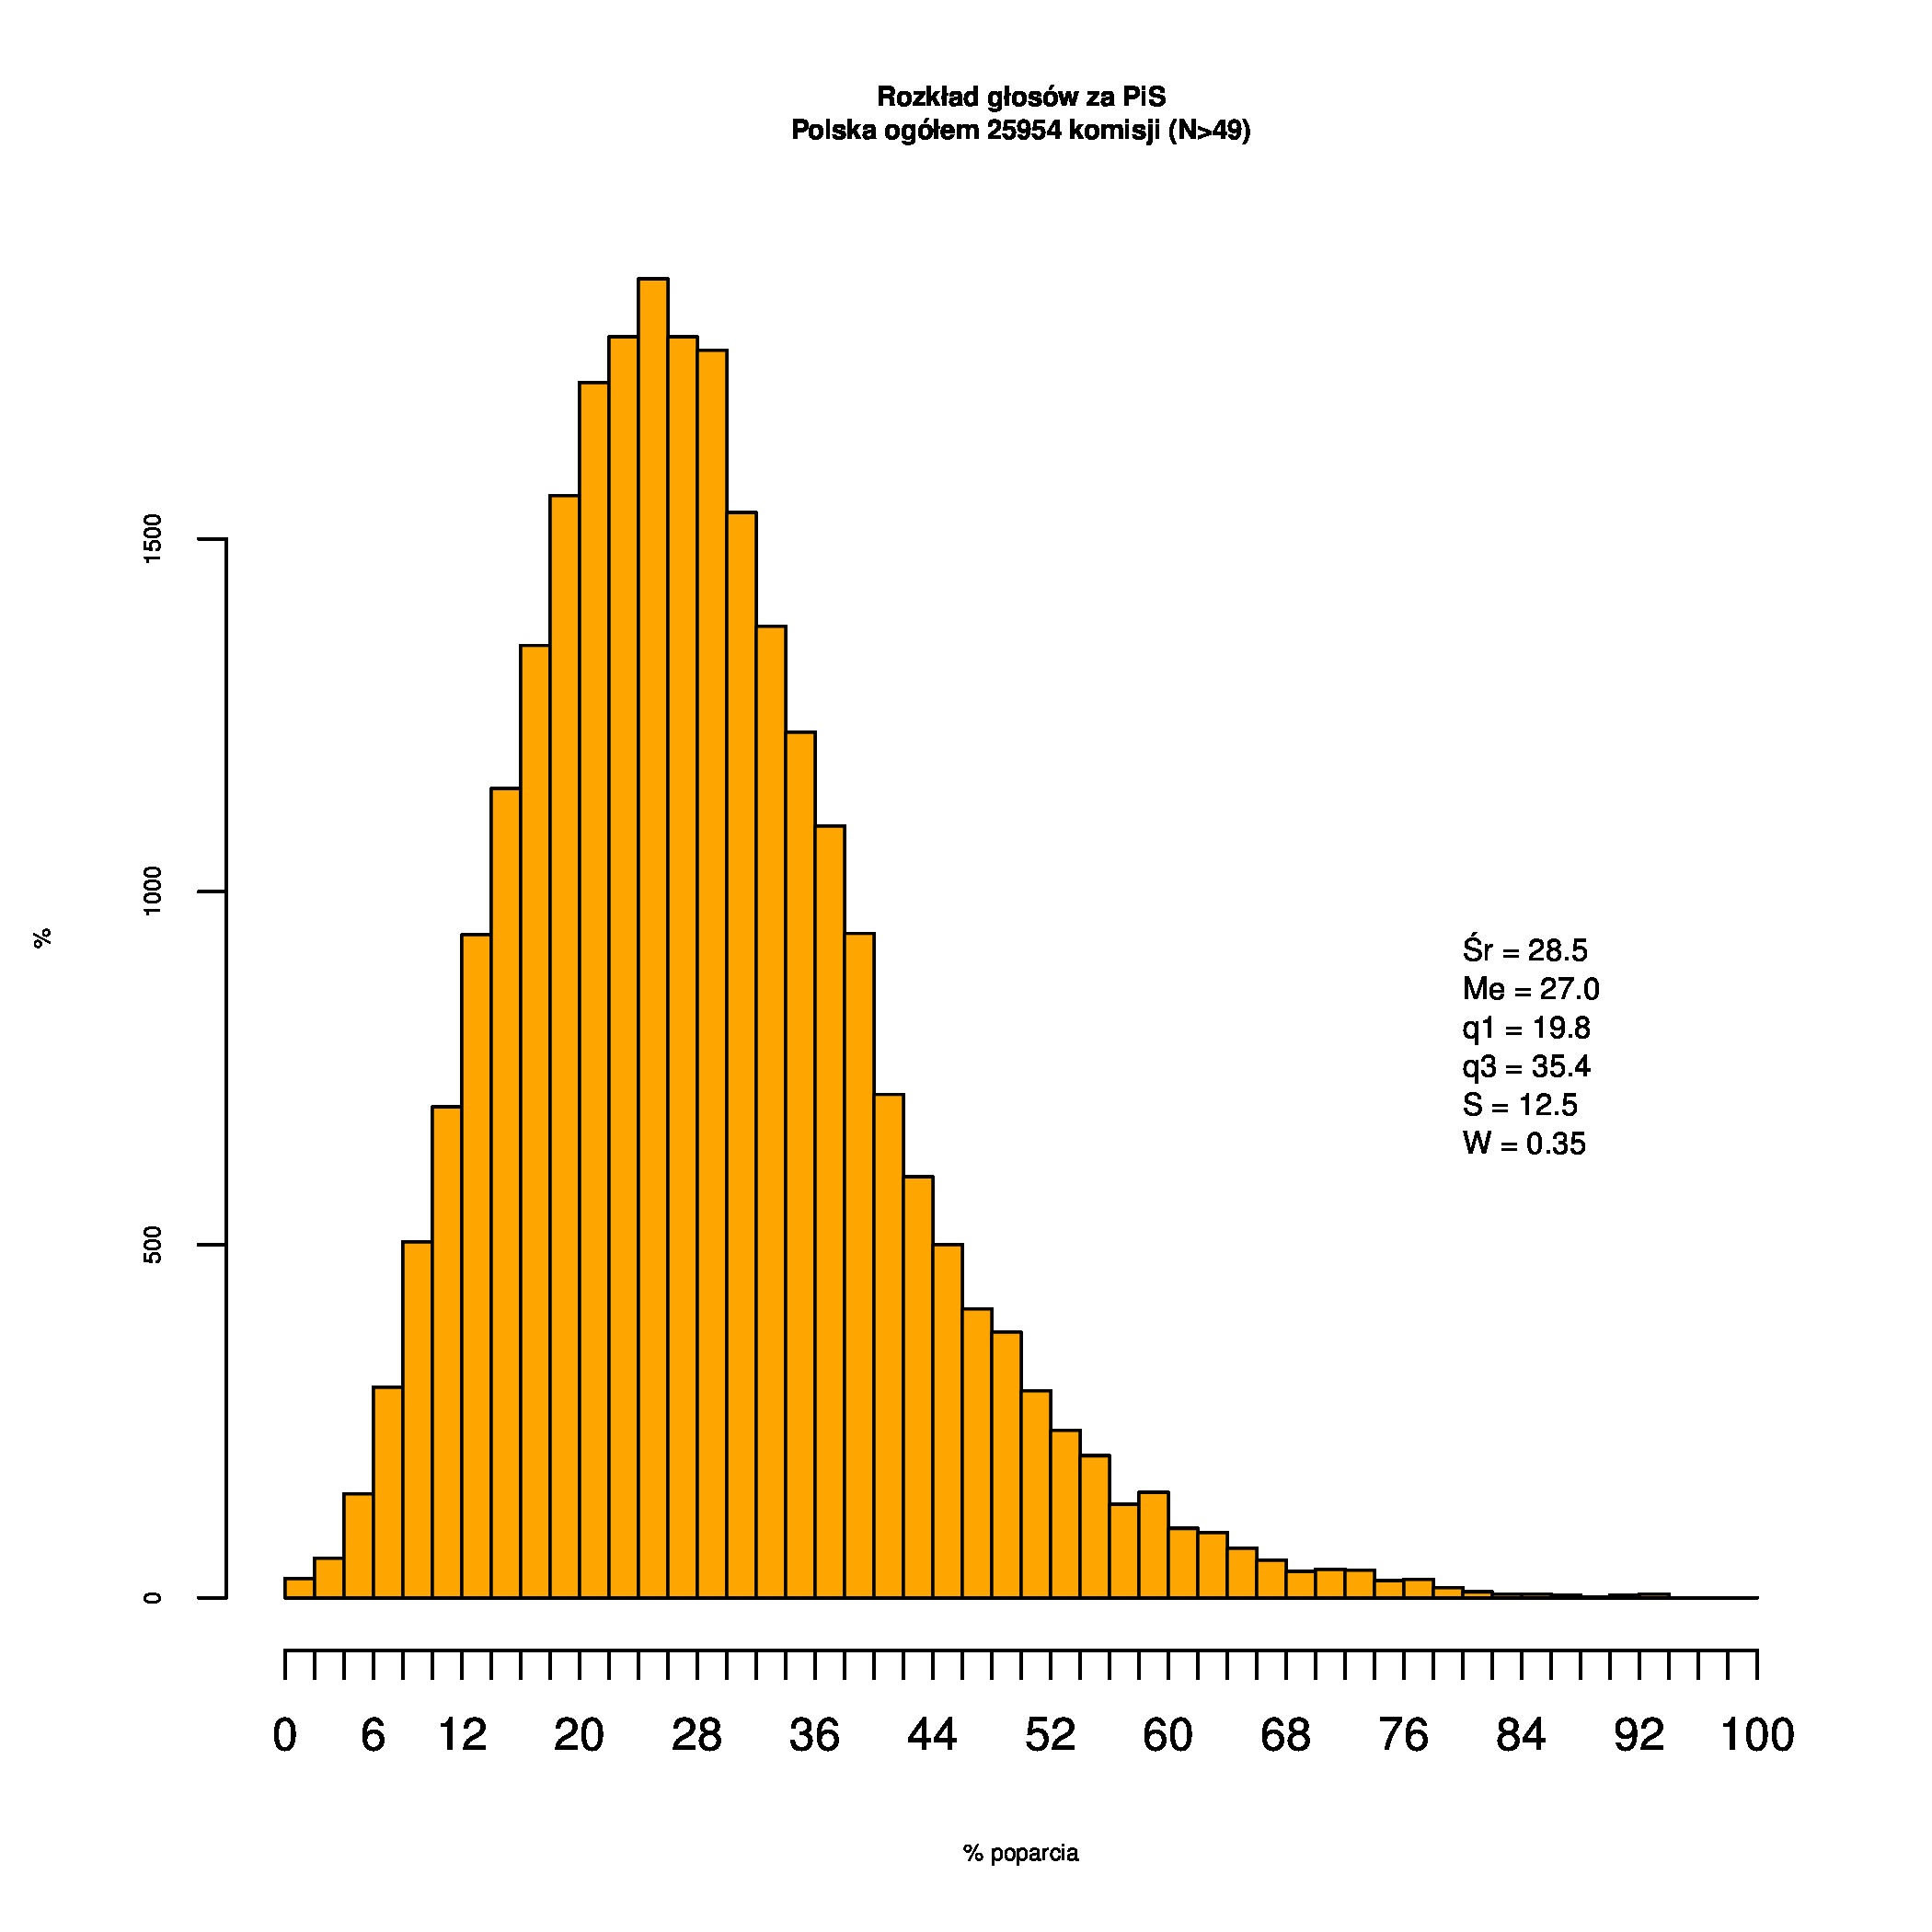 Rozkład głosów za PiS
Polska ogółem 25954 komisji (N>49)
1500
1000
500
0
%
Śr = 28.5
Me = 27.0
q1 = 19.8
q3 = 35.4
S = 12.5
W = 0.35
0 6 12 20 28 36 44 52 60 68 76 84 92 100
% poparcia